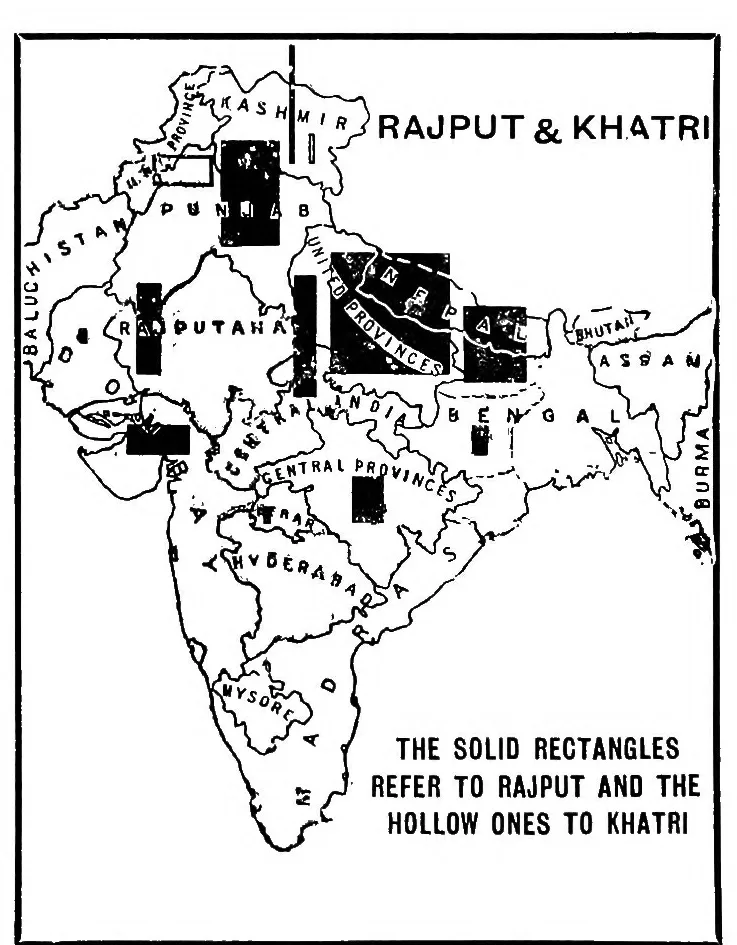 RAJPUT & KHATRI
KASHMIR
PROVINCE
PUNJAB
BALUCHISTAN
UNITED PROVINCES
NEPAL
RAJPUTANA
BHUTAN
ASSAM
CENTRAL INDIA
BENGAL
BURMA
CENTRAL PROVINCES
BERAR
HYDERABAD
MADRAS
MYSORE
THE SOLID RECTANGLES
REFER TO RAJPUT AND THE
HOLLOW ONES TO KHATRI